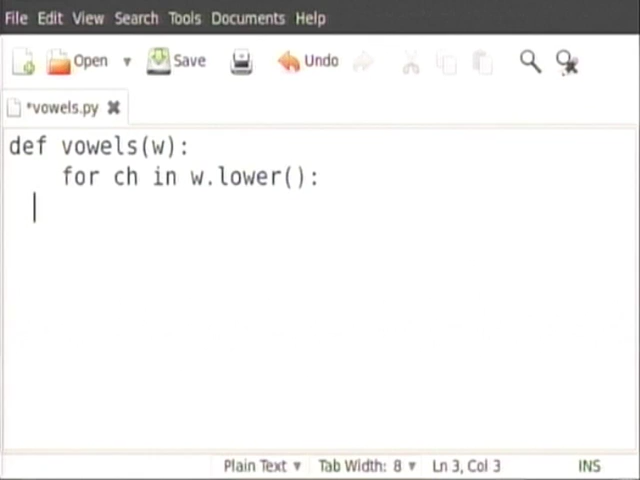 File Edit View Search Tools Documents Help
Open Save Undo
*vowels.py
def vowels(w):
    for ch in w.lower():
Plain Text Tab Width: 8 Ln 3, Col 3 INS